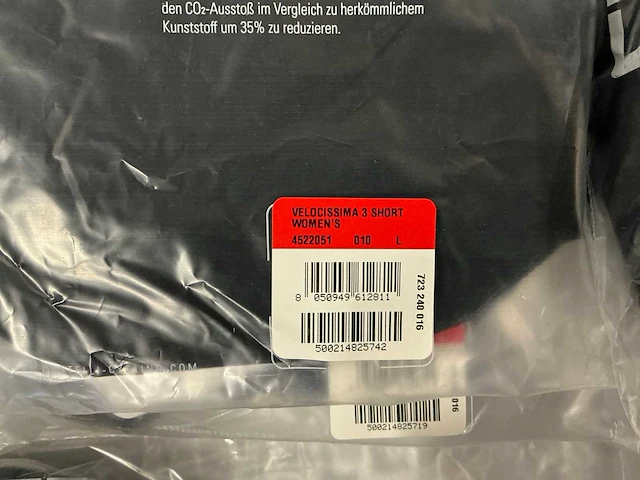 den CO₂-Ausstoß im Vergleich zu herkömmlichem
Kunststoff um 35% zu reduzieren.
VELOCISSIMA 3 SHORT
WOMEN'S
4522051 010 L
8 050949 612811
723 240 016
500214825742
.COM
016
500214825719